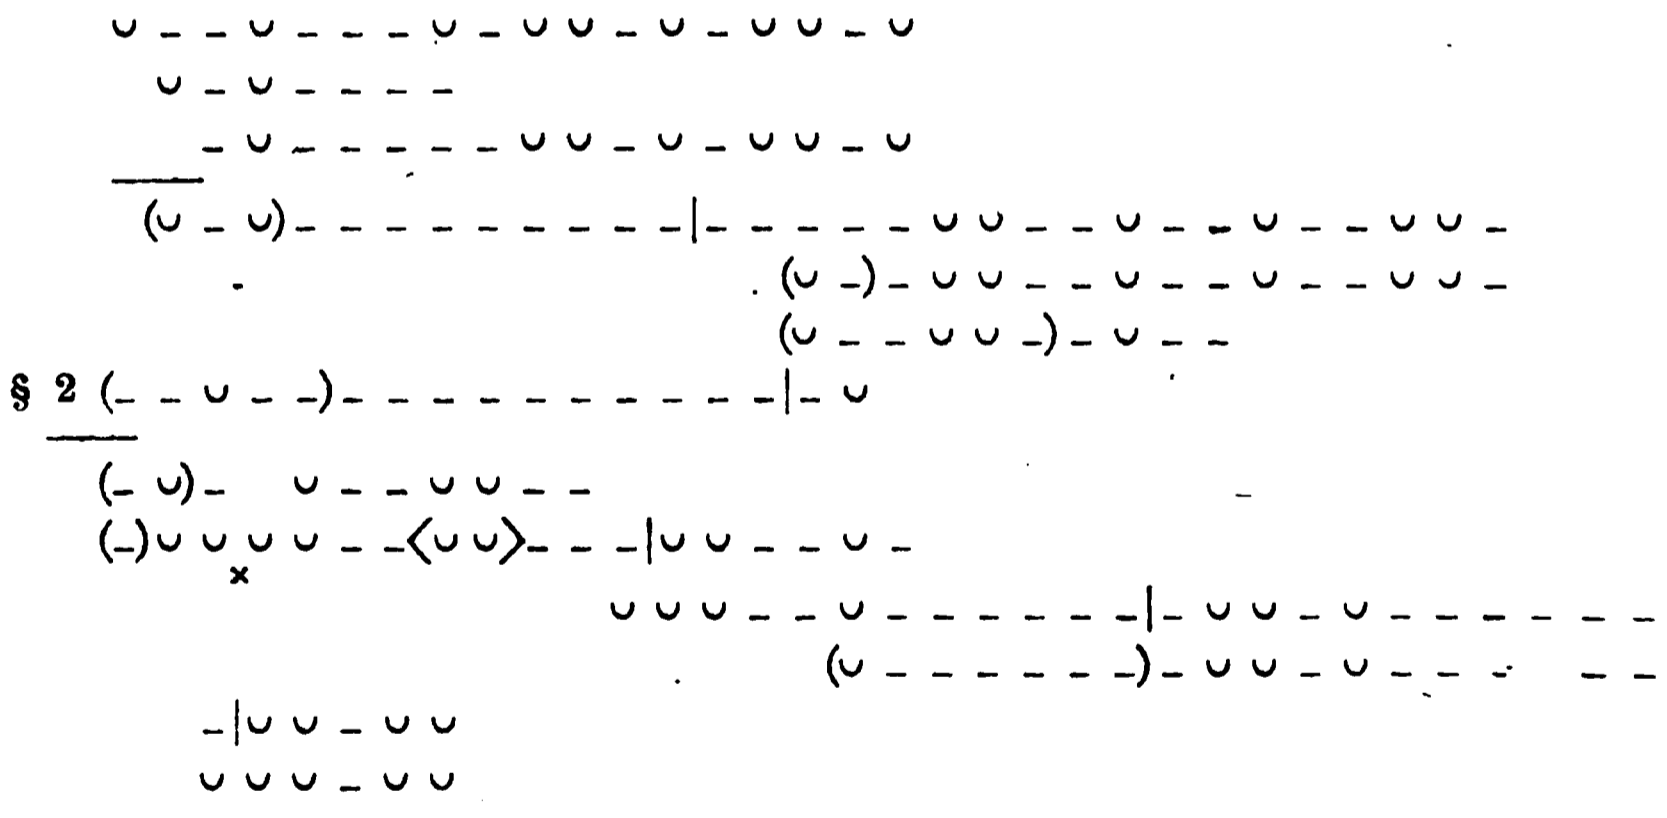 ∪ – – ∪ – – – ∪ – ∪ ∪ – ∪ – ∪ ∪ – ∪
∪ – ∪ – – – –
– ∪ – – – – – ∪ ∪ – ∪ – ∪ ∪ – ∪
(∪ – ∪) – – – – – – – – – | – – – – – ∪ ∪ – – ∪ – – ∪ – – ∪ ∪ –
(∪ –) – ∪ ∪ – – ∪ – – ∪ – – ∪ ∪ –
(∪ – – ∪ ∪ –) – ∪ – –
§ 2 (– – ∪ – –) – – – – – – – – – – | – ∪
(– ∪) – ∪ – – ∪ ∪ – –
(–) ∪ ∪ ∪ ∪ – – ⟨∪ ∪⟩ – – – | ∪ ∪ – – ∪ –
×
∪ ∪ ∪ – – ∪ – – – – – – | – ∪ ∪ – ∪ – – – – – –
(∪ – – – – – –) – ∪ ∪ – ∪ – – – – –
– | ∪ ∪ – ∪ ∪
∪ ∪ ∪ – ∪ ∪